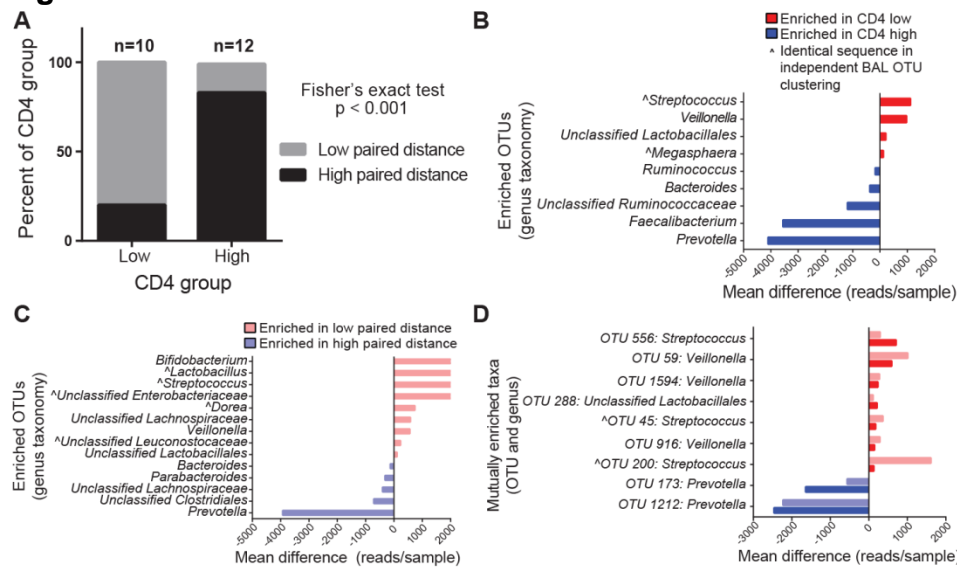 A
n=10
n=12
100
50
0
Percent of CD4 group
Low
High
CD4 group
Fisher's exact test
p < 0.001
Low paired distance
High paired distance
B
Enriched in CD4 low
Enriched in CD4 high
^ Identical sequence in
independent BAL OTU
clustering
Enriched OTUs
(genus taxonomy)
^Streptococcus
Veillonella
Unclassified Lactobacillales
^Megasphaera
Ruminococcus
Bacteroides
Unclassified Ruminococcaceae
Faecalibacterium
Prevotella
-5000
-4000
-3000
-2000
-1000
0
1000
2000
Mean difference (reads/sample)
C
Enriched in low paired distance
Enriched in high paired distance
Enriched OTUs
(genus taxonomy)
Bifidobacterium
^Lactobacillus
^Streptococcus
^Unclassified Enterobacteriaceae
^Dorea
Unclassified Lachnospiraceae
Veillonella
^Unclassified Leuconostocaceae
Unclassified Lactobacillales
Bacteroides
Parabacteroides
Unclassified Lachnospiraceae
Unclassified Clostridiales
Prevotella
-5000
-4000
-3000
-2000
-1000
0
1000
2000
Mean difference (reads/sample)
D
Mutually enriched taxa
(OTU and genus)
OTU 556: Streptococcus
OTU 59: Veillonella
OTU 1594: Veillonella
OTU 288: Unclassified Lactobacillales
^OTU 45: Streptococcus
OTU 916: Veillonella
^OTU 200: Streptococcus
OTU 173: Prevotella
OTU 1212: Prevotella
-3000
-2000
-1000
0
1000
2000
Mean difference (reads/sample)